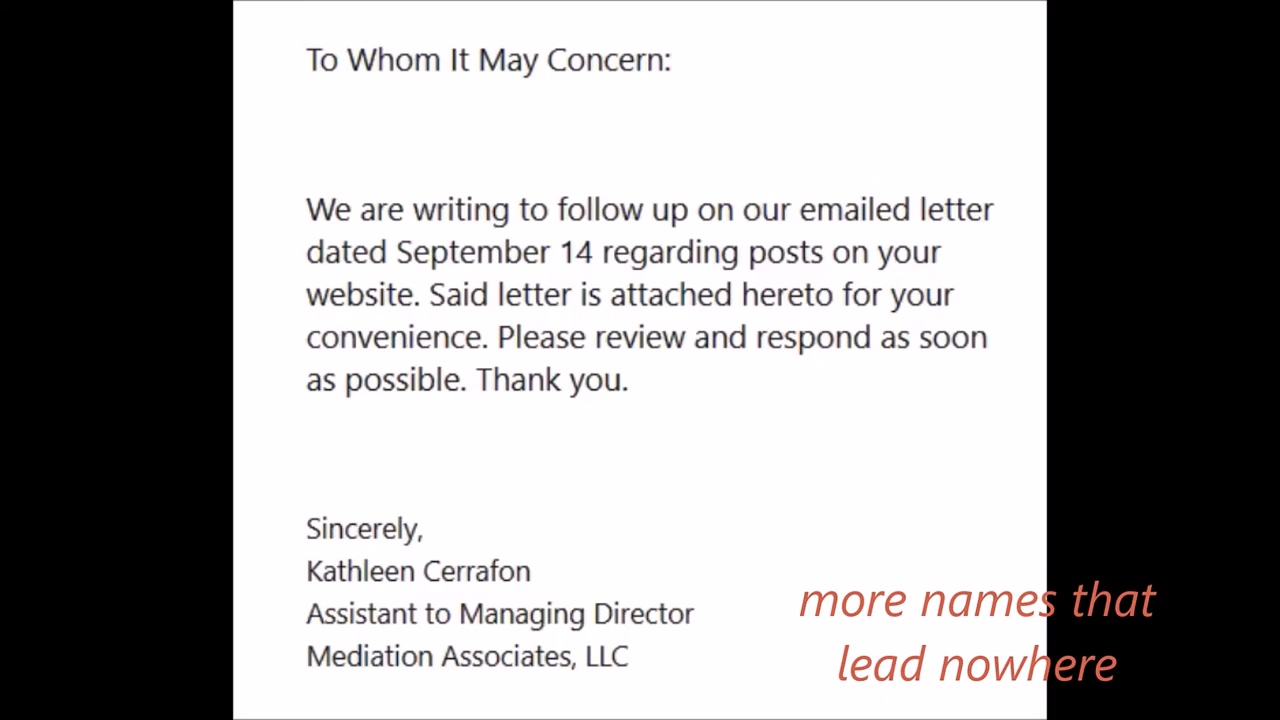 To Whom It May Concern:
We are writing to follow up on our emailed letter
dated September 14 regarding posts on your
website. Said letter is attached hereto for your
convenience. Please review and respond as soon
as possible. Thank you.
Sincerely,
Kathleen Cerrafon
Assistant to Managing Director
Mediation Associates, LLC
more names that
lead nowhere